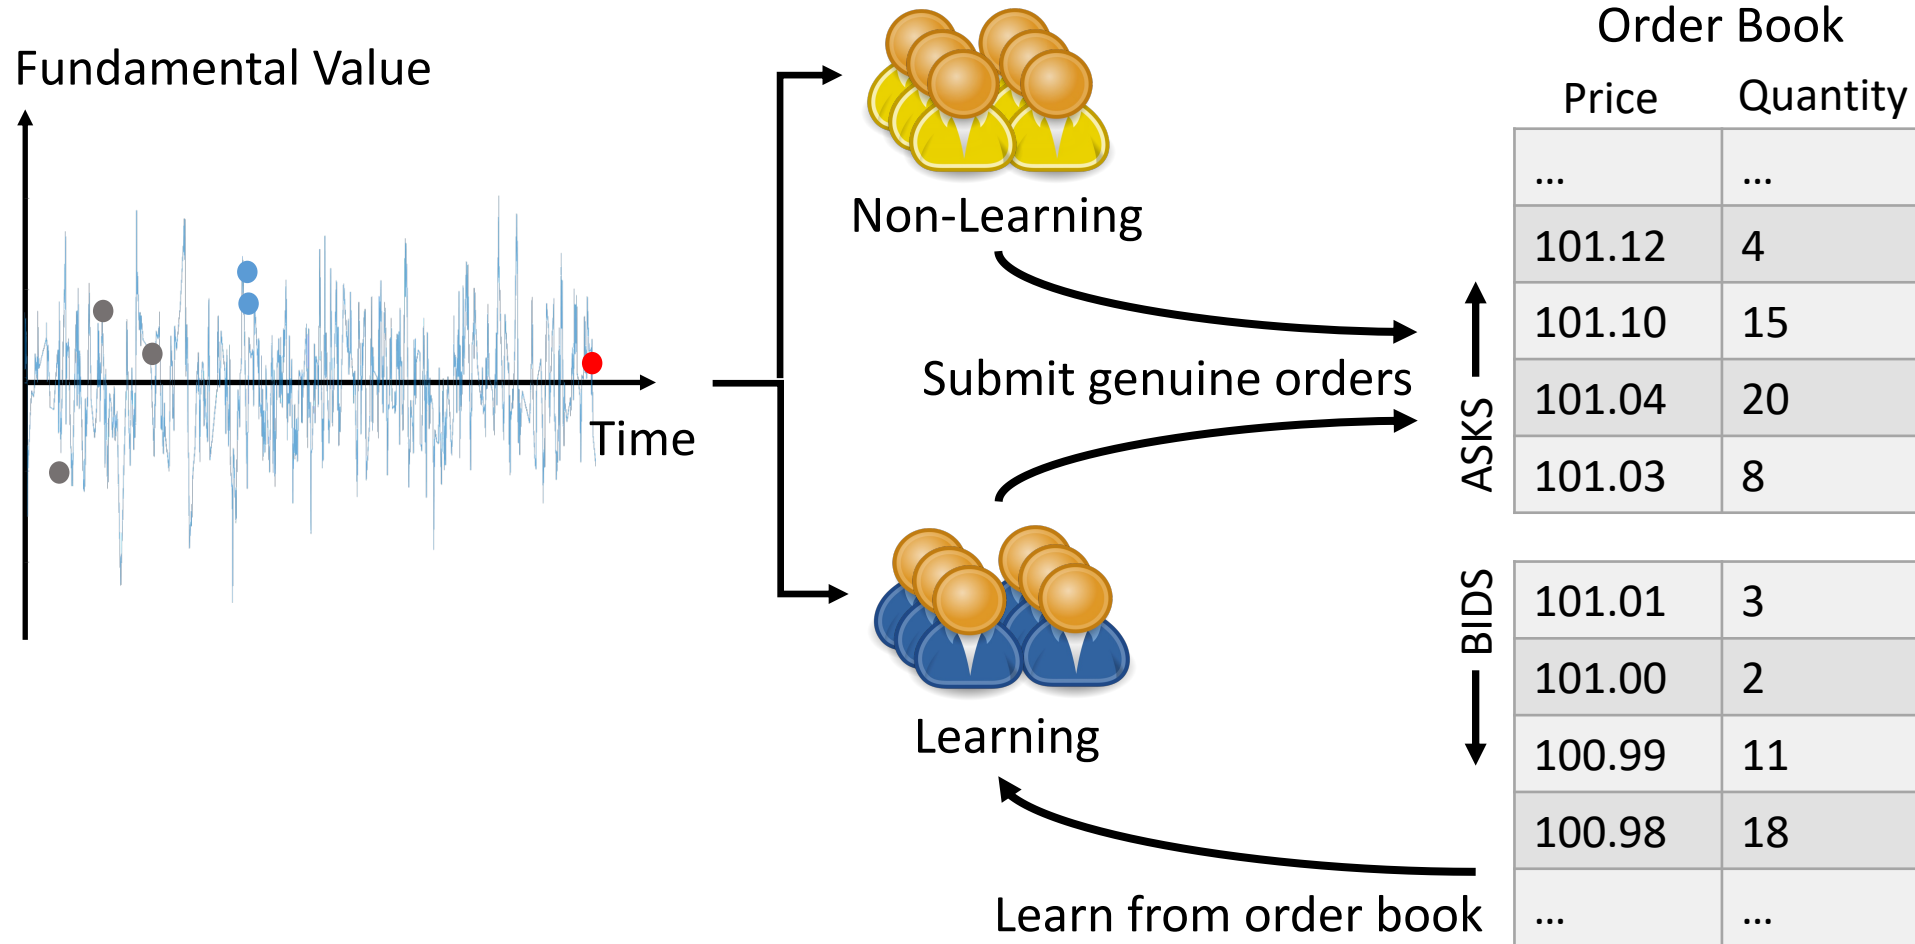 Fundamental Value
Time
Non-Learning
Submit genuine orders
Learning
Learn from order book
Order Book
Price Quantity
... ...
101.12 4
101.10 15
101.04 20
101.03 8
ASKS
BIDS
101.01 3
101.00 2
100.99 11
100.98 18
... ...